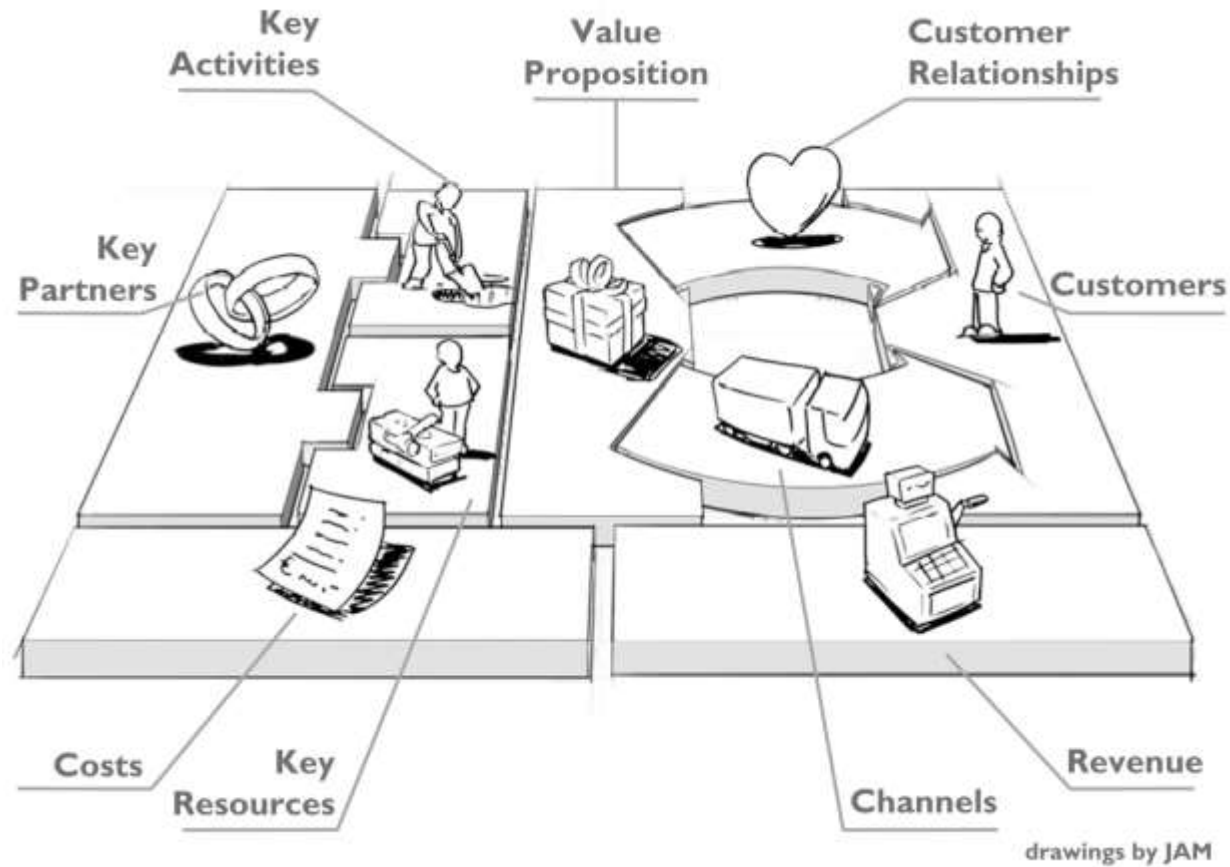 Key
Activities
Value
Proposition
Customer
Relationships
Key
Partners
Customers
Costs
Key
Resources
Channels
Revenue
drawings by JAM